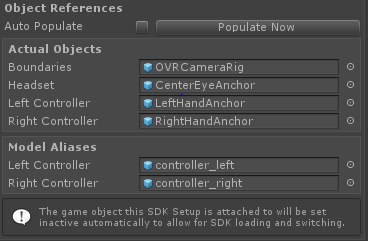 Object References
Auto Populate Populate Now
Actual Objects
Boundaries OVRCameraRig
Headset CenterEyeAnchor
Left Controller LeftHandAnchor
Right Controller RightHandAnchor
Model Aliases
Left Controller controller_left
Right Controller controller_right
The game object this SDK Setup is attached to will be set
inactive automatically to allow for SDK loading and switching.